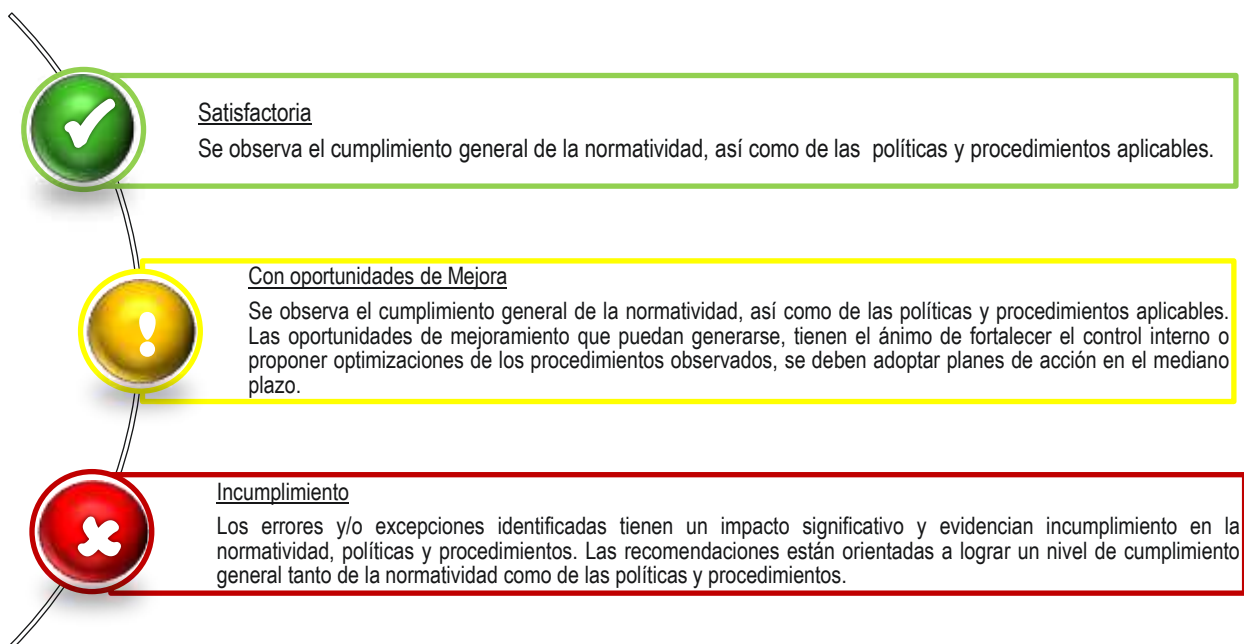 Satisfactoria
Se observa el cumplimiento general de la normatividad, así como de las políticas y procedimientos aplicables.
Con oportunidades de Mejora
Se observa el cumplimiento general de la normatividad, así como de las políticas y procedimientos aplicables.
Las oportunidades de mejoramiento que puedan generarse, tienen el ánimo de fortalecer el control interno o
proponer optimizaciones de los procedimientos observados, se deben adoptar planes de acción en el mediano
plazo.
Incumplimiento
Los errores y/o excepciones identificadas tienen un impacto significativo y evidencian incumplimiento en la
normatividad, políticas y procedimientos. Las recomendaciones están orientadas a lograr un nivel de cumplimiento
general tanto de la normatividad como de las políticas y procedimientos.